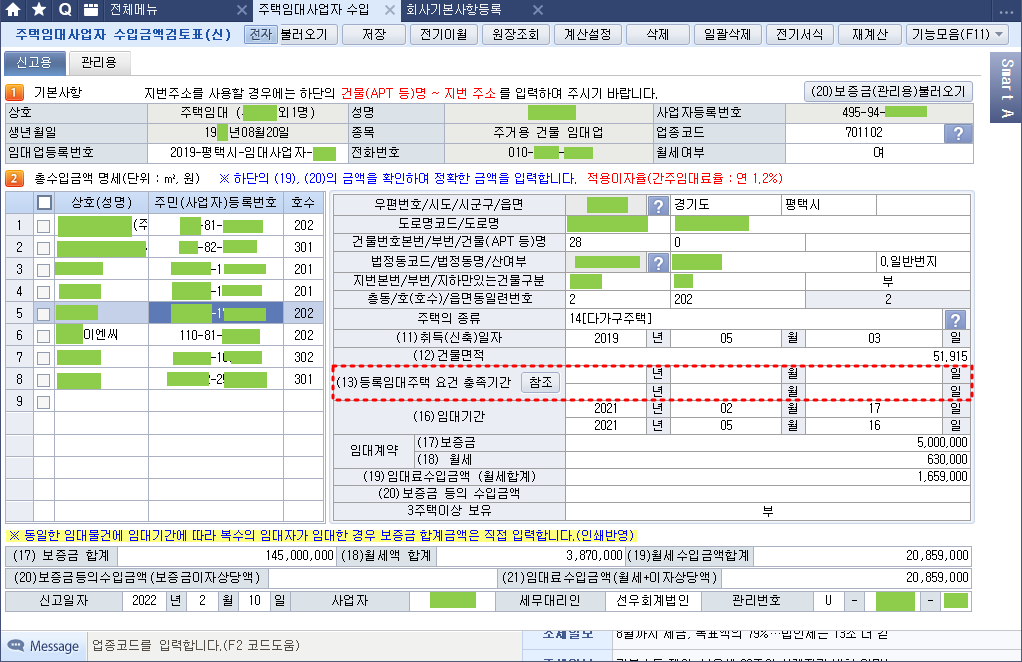 전체메뉴 주택임대사업자 수입 회사기본사항등록
주택임대사업자 수입금액검토표(신) 전자 불러오기 저장 전기이월 원장조회 계산설정 삭제 일괄삭제 전기서식 재계산 기능모음(F11)
신고용 관리용
Smart A
1 기본사항 지번주소를 사용할 경우에는 하단의 건물(APT 등)명 ~ 지번 주소 를 입력하여 주시기 바랍니다. (20)보증금(관리용)불러오기
상호 주택임대 ( 외1명) 성명 사업자등록번호 495-94-
생년월일 19 년08월20일 종목 주거용 건물 임대업 업종코드 701102 ?
임대업등록번호 2019-평택시-임대사업자- 전화번호 010- - 월세여부 여
2 총수입금액 명세(단위 : ㎡, 원) ※ 하단의 (19), (20)의 금액을 확인하여 정확한 금액을 입력합니다. 적용이자율(간주임대료율 : 연 1.2%)
상호(성명) 주민(사업자)등록번호 호수
1 (주 -81- 202
2 -82- 301
3 -1 201
4 -1 201
5 -1 202
6 이엔씨 110-81- 202
7 -10 302
8 -2 301
9
우편번호/시도/시군구/읍면 ? 경기도 평택시
도로명코드/도로명
건물번호본번/부번/건물(APT 등)명 28 0
법정동코드/법정동명/산여부 ? 0.일반번지
지번본번/부번/지하만있는건물구분 부
총동/호(호수)/읍면동일련번호 2 202 2
주택의 종류 14[다가구주택] ?
(11)취득(신축)일자 2019 년 05 월 03 일
(12)건물면적 51,915
(13)등록임대주택 요건 충족기간 참조 년 월 일
년 월 일
(16)임대기간 2021 년 02 월 17 일
2021 년 05 월 16 일
임대계약 (17)보증금 5,000,000
(18) 월세 630,000
(19)임대료수입금액 (월세합계) 1,659,000
(20)보증금 등의 수입금액
3주택이상 보유 부
※ 동일한 임대물건에 임대기간에 따라 복수의 임대자가 임대한 경우 보증금 합계금액은 직접 입력합니다.(인쇄반영)
(17) 보증금 합계 145,000,000 (18)월세액 합계 3,870,000 (19)월세수입금액합계 20,859,000
(20)보증금등의수입금액(보증금이자상당액) (21)임대료수입금액(월세+이자상당액) 20,859,000
신고일자 2022 년 2 월 10 일 사업자 세무대리인 선우회계법인 관리번호 U - -
Message 업종코드를 입력합니다.(F2 코드도움) 조세일보 8월까지 세금, 목표액의 79%…법인세는 13조 더 걷